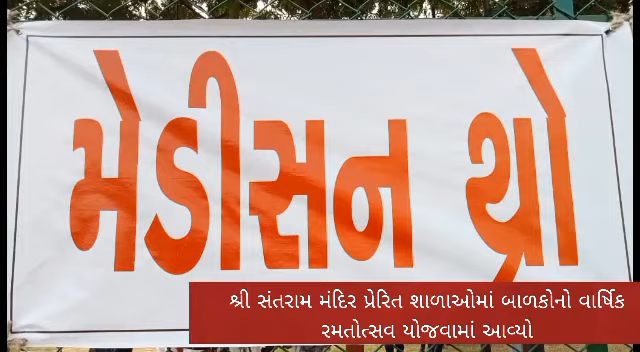 મેડીસન થ્રો
શ્રી સંતરામ મંદિર પ્રેરિત શાળાઓમાં બાળકોનો વાર્ષિક
રમતોત્સવ યોજવામાં આવ્યો